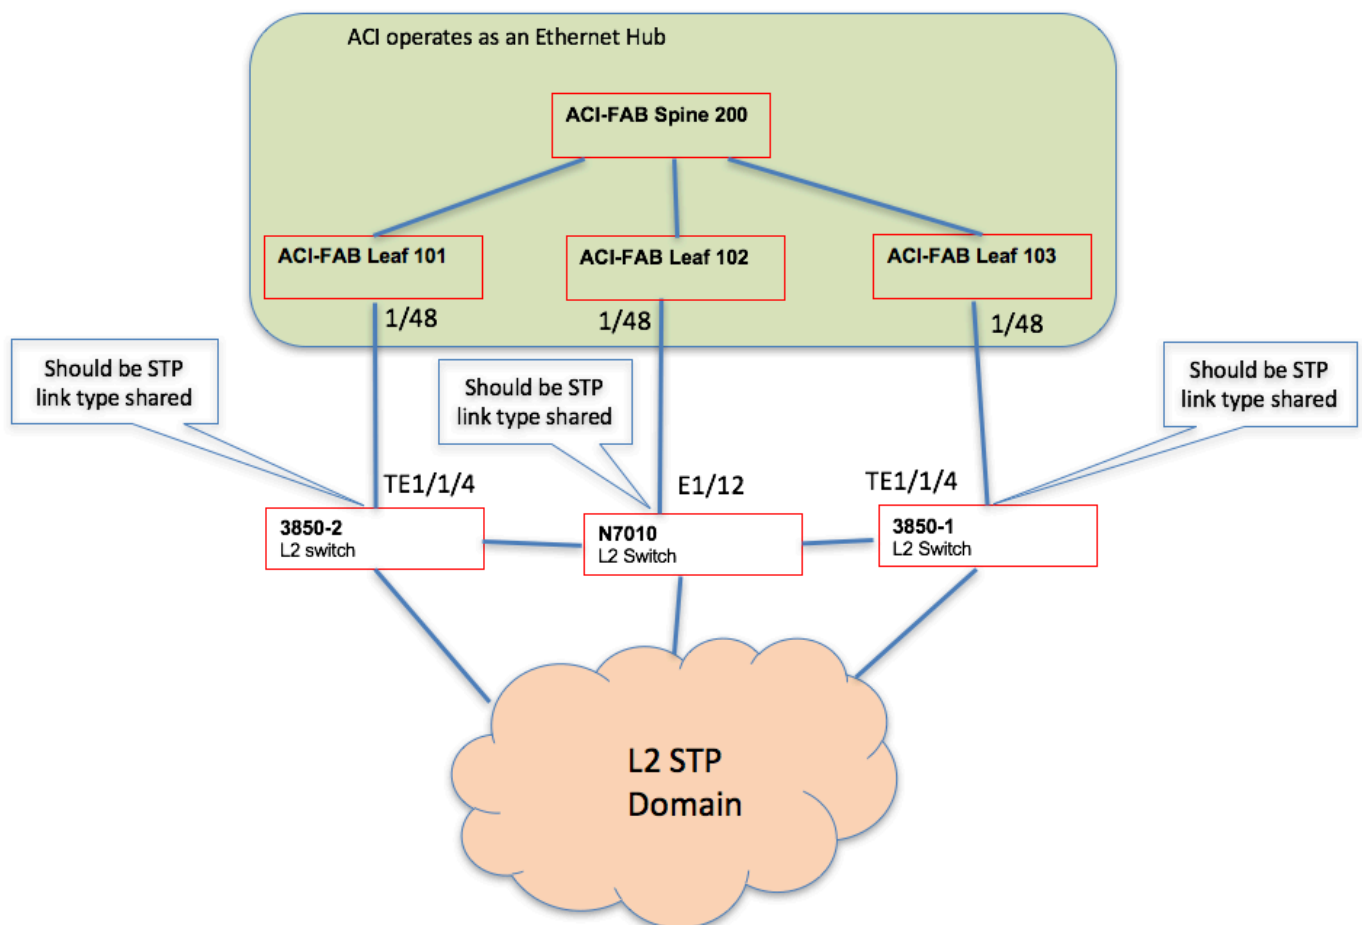 ACI operates as an Ethernet Hub
ACI-FAB Spine 200
ACI-FAB Leaf 101
ACI-FAB Leaf 102
ACI-FAB Leaf 103
1/48
1/48
1/48
Should be STP
link type shared
Should be STP
link type shared
Should be STP
link type shared
TE1/1/4
E1/12
TE1/1/4
3850-2
L2 switch
N7010
L2 Switch
3850-1
L2 Switch
L2 STP
Domain